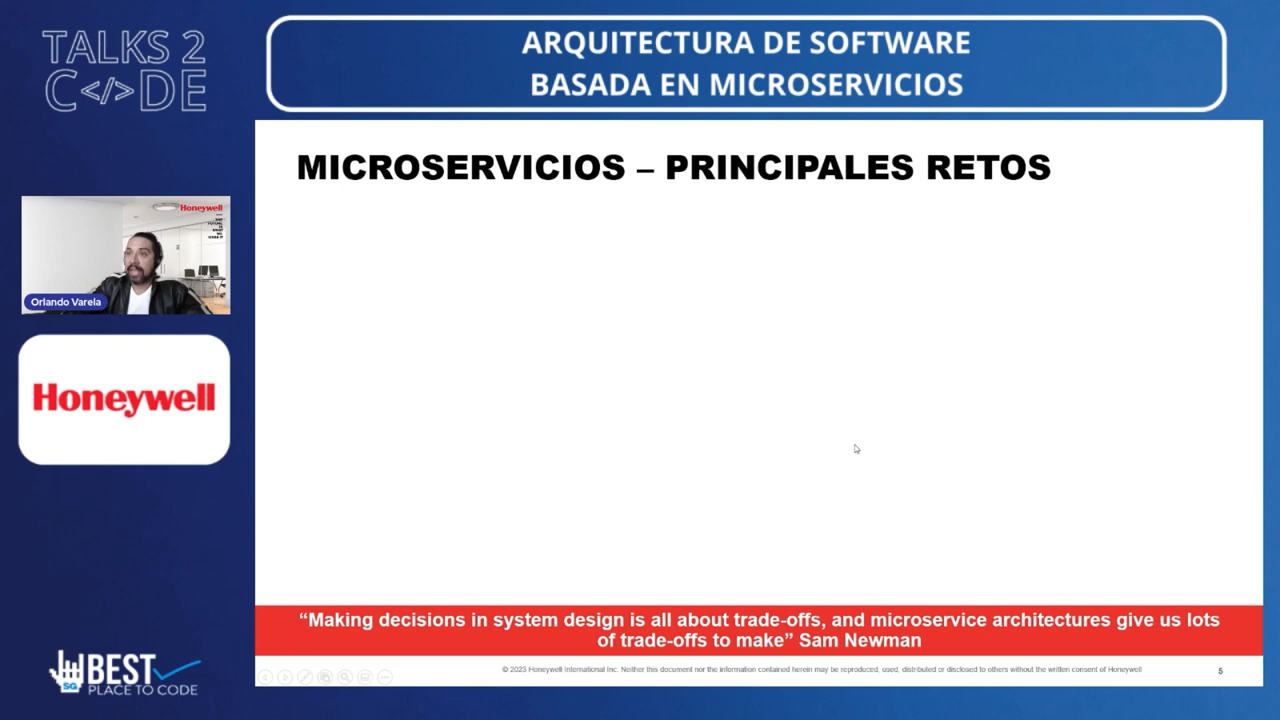 TALKS 2
C</>DE
ARQUITECTURA DE SOFTWARE
BASADA EN MICROSERVICIOS
MICROSERVICIOS – PRINCIPALES RETOS
Honeywell
Orlando Varela
Honeywell
“Making decisions in system design is all about trade-offs, and microservice architectures give us lots
of trade-offs to make” Sam Newman
© 2023 Honeywell International Inc. Neither this document nor the information contained herein may be reproduced, used, distributed or disclosed to others without the written consent of Honeywell
5
SG
BEST
PLACE TO CODE